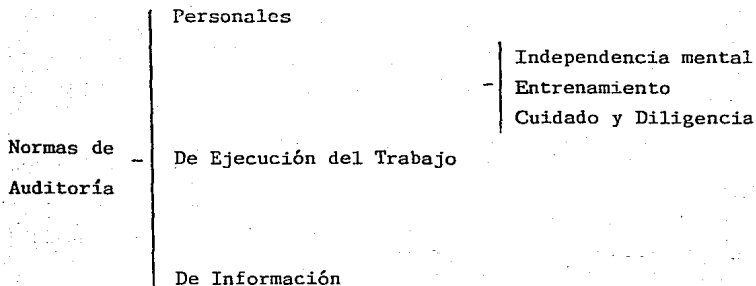 Personales
Independencia mental
Entrenamiento
Cuidado y Diligencia
Normas de
Auditoría
De Ejecución del Trabajo
De Información